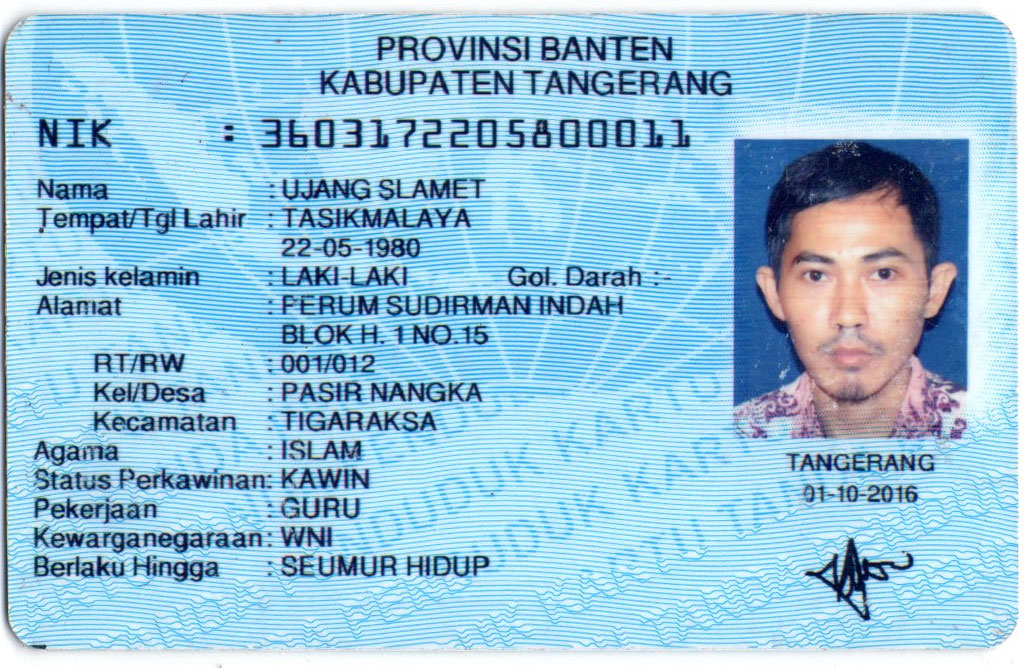 PROVINSI BANTEN
KABUPATEN TANGERANG
NIK : 3603172205800011
Nama : UJANG SLAMET
Tempat/Tgl Lahir : TASIKMALAYA
22-05-1980
Jenis kelamin : LAKI-LAKI Gol. Darah :-
Alamat : PERUM SUDIRMAN INDAH
BLOK H. 1 NO.15
RT/RW : 001/012
Kel/Desa : PASIR NANGKA
Kecamatan : TIGARAKSA
Agama : ISLAM
Status Perkawinan: KAWIN
Pekerjaan : GURU
Kewarganegaraan: WNI
Berlaku Hingga : SEUMUR HIDUP
TANGERANG
01-10-2016